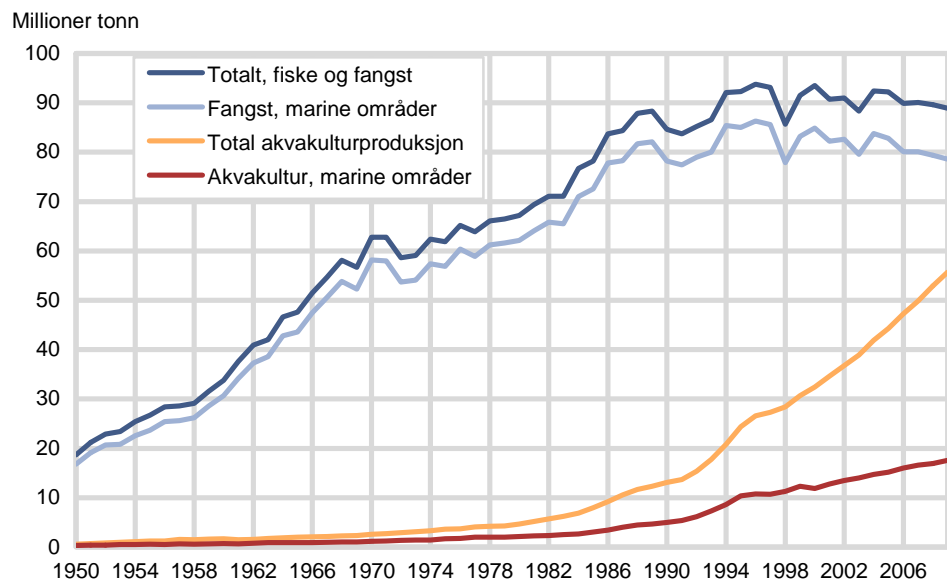 Millioner tonn
100
90
80
70
60
50
40
30
20
10
0
Totalt, fiske og fangst
Fangst, marine områder
Total akvakulturproduksjon
Akvakultur, marine områder
1950 1954 1958 1962 1966 1970 1974 1978 1982 1986 1990 1994 1998 2002 2006